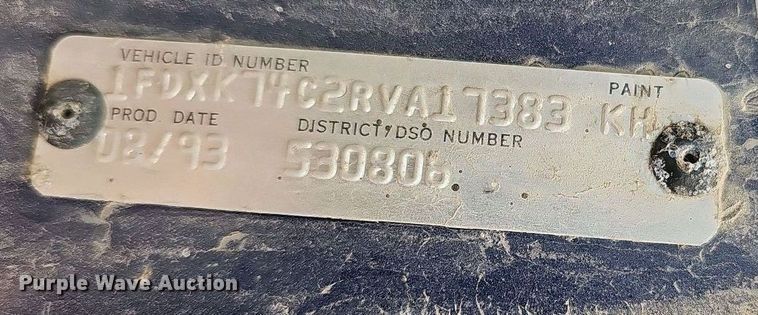 VEHICLE ID NUMBER
PAINT
1FDXK74C2RVA17383 KH
PROD. DATE
DISTRICT/DSO NUMBER
08/93
530806
Purple Wave Auction